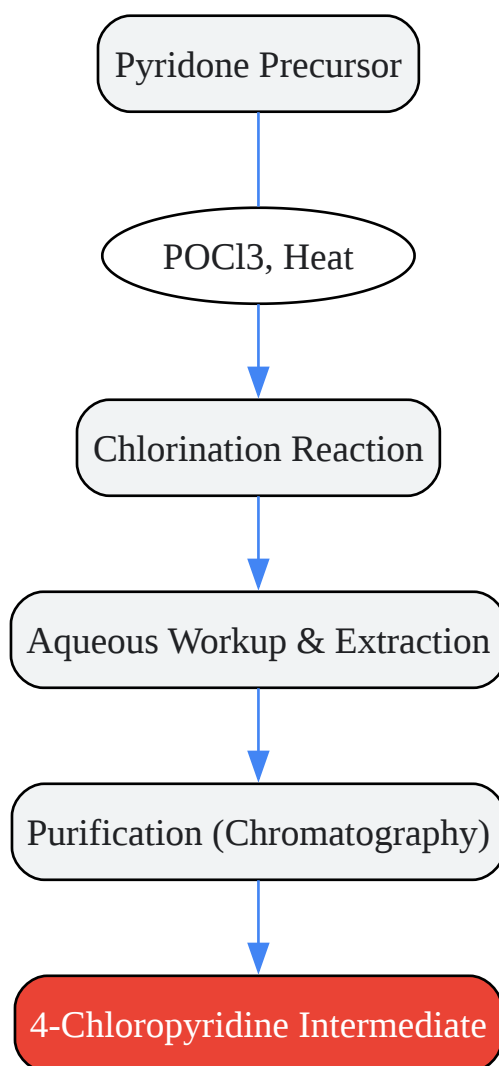 Pyridone Precursor
POCl3, Heat
Chlorination Reaction
Aqueous Workup & Extraction
Purification (Chromatography)
4-Chloropyridine Intermediate